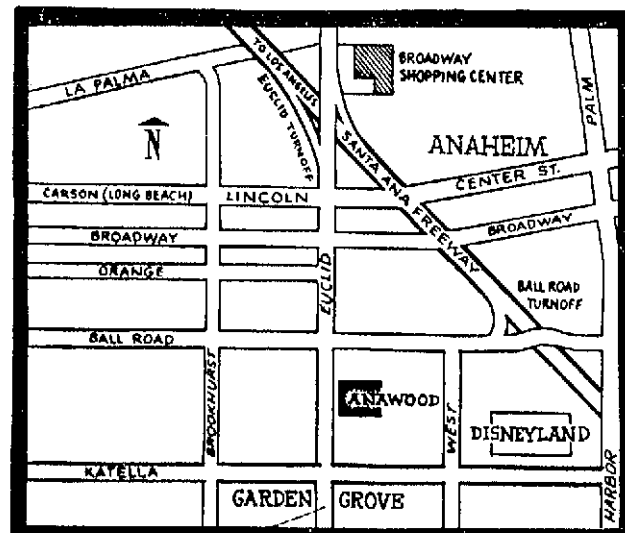 TO LOS ANGELES
BROADWAY
SHOPPING CENTER
LA PALMA
EUCLID TURNOFF
PALM
N
SANTA ANA FREEWAY
ANAHEIM
CENTER ST.
CARSON (LONG BEACH)
LINCOLN
BROADWAY
BROADWAY
ORANGE
EUCLID
BALL ROAD
TURNOFF
BALL ROAD
BROOKHURST
ANAWOOD
WEST
DISNEYLAND
KATELLA
HARBOR
GARDEN GROVE